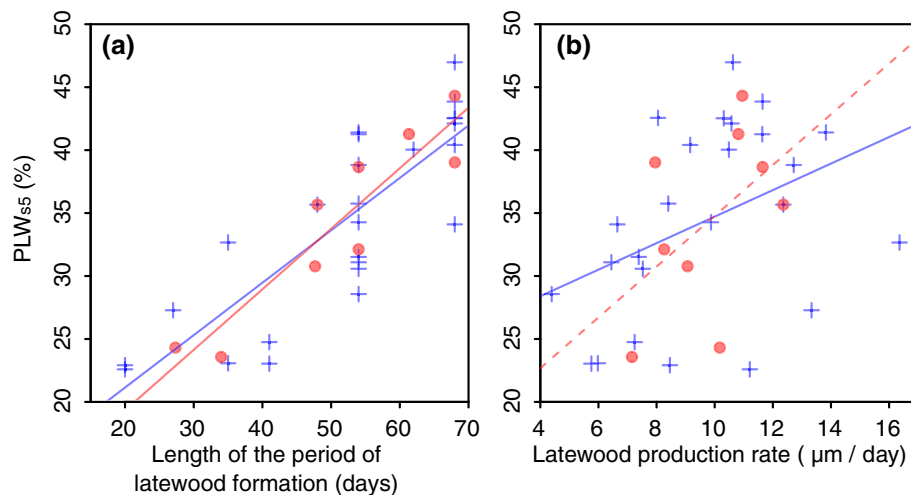 (a)
(b)
PLW55 (%)
50
45
40
35
30
25
20
50
45
40
35
30
25
20
20 30 40 50 60 70
4 6 8 10 12 14 16
Length of the period of
latewood formation (days)
Latewood production rate ( µm / day)